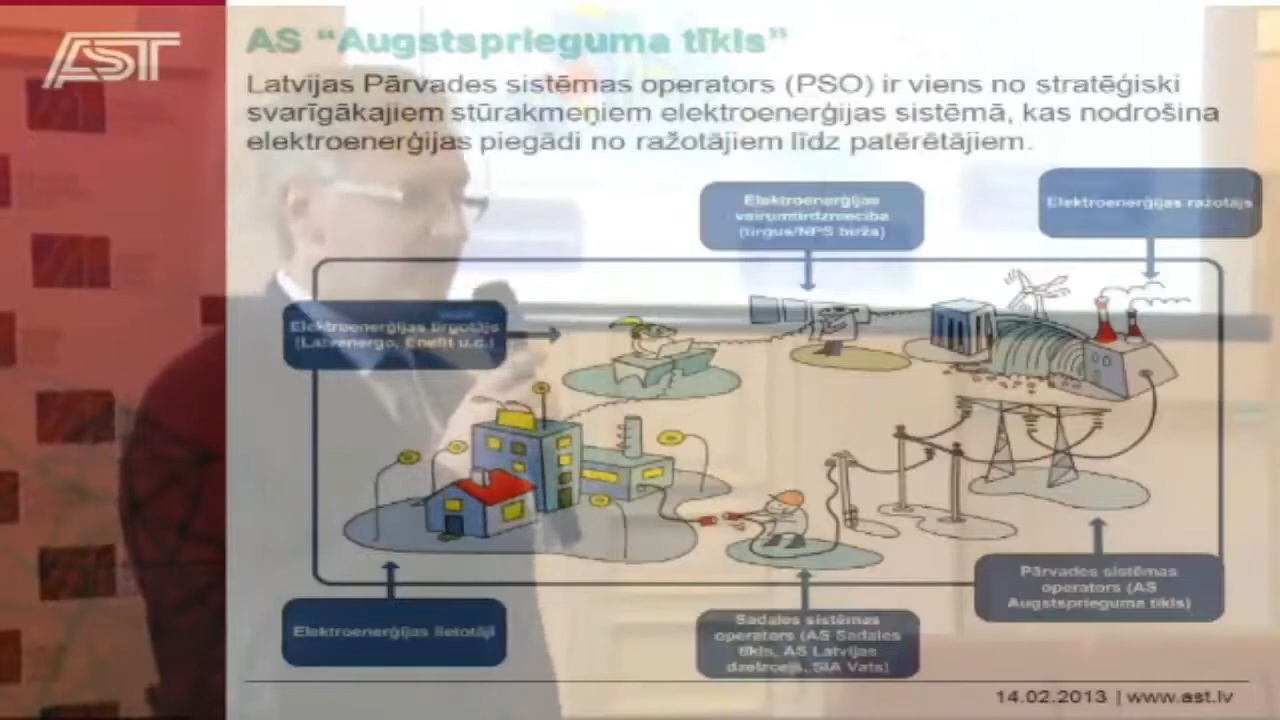 AST
AS “Augstsprieguma tīkls”
Latvijas Pārvades sistēmas operators (PSO) ir viens no stratēģiski
svarīgākajiem stūrakmeņiem elektroenerģijas sistēmā, kas nodrošina
elektroenerģijas piegādi no ražotājiem līdz patērētājiem.
Elektroenerģijas
vairumtirdzniecība
(tirgus/NPS birža)
Elektroenerģijas ražotājs
Elektroenerģijas tirgotājs
(Latvenergo, Enefit u.c.)
Pārvades sistēmas
operators (AS
Augstsprieguma tīkls)
Elektroenerģijas lietotāji
Sadales sistēmas
operators (AS Sadales
tīkls, AS Latvijas
dzelzceļš, SIA Vats)
14.02.2013 | www.ast.lv